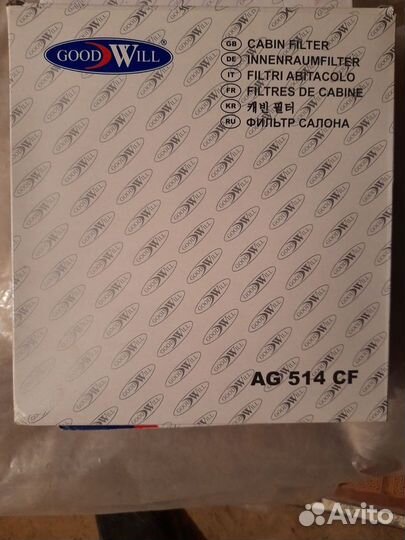 GOOD WILL ®
GB CABIN FILTER
DE INNENRAUMFILTER
IT FILTRI ABITACOLO
FR FILTRES DE CABINE
KR 캐빈 필터
RU ФИЛЬТР САЛОНА
AG 514 CF
Avito